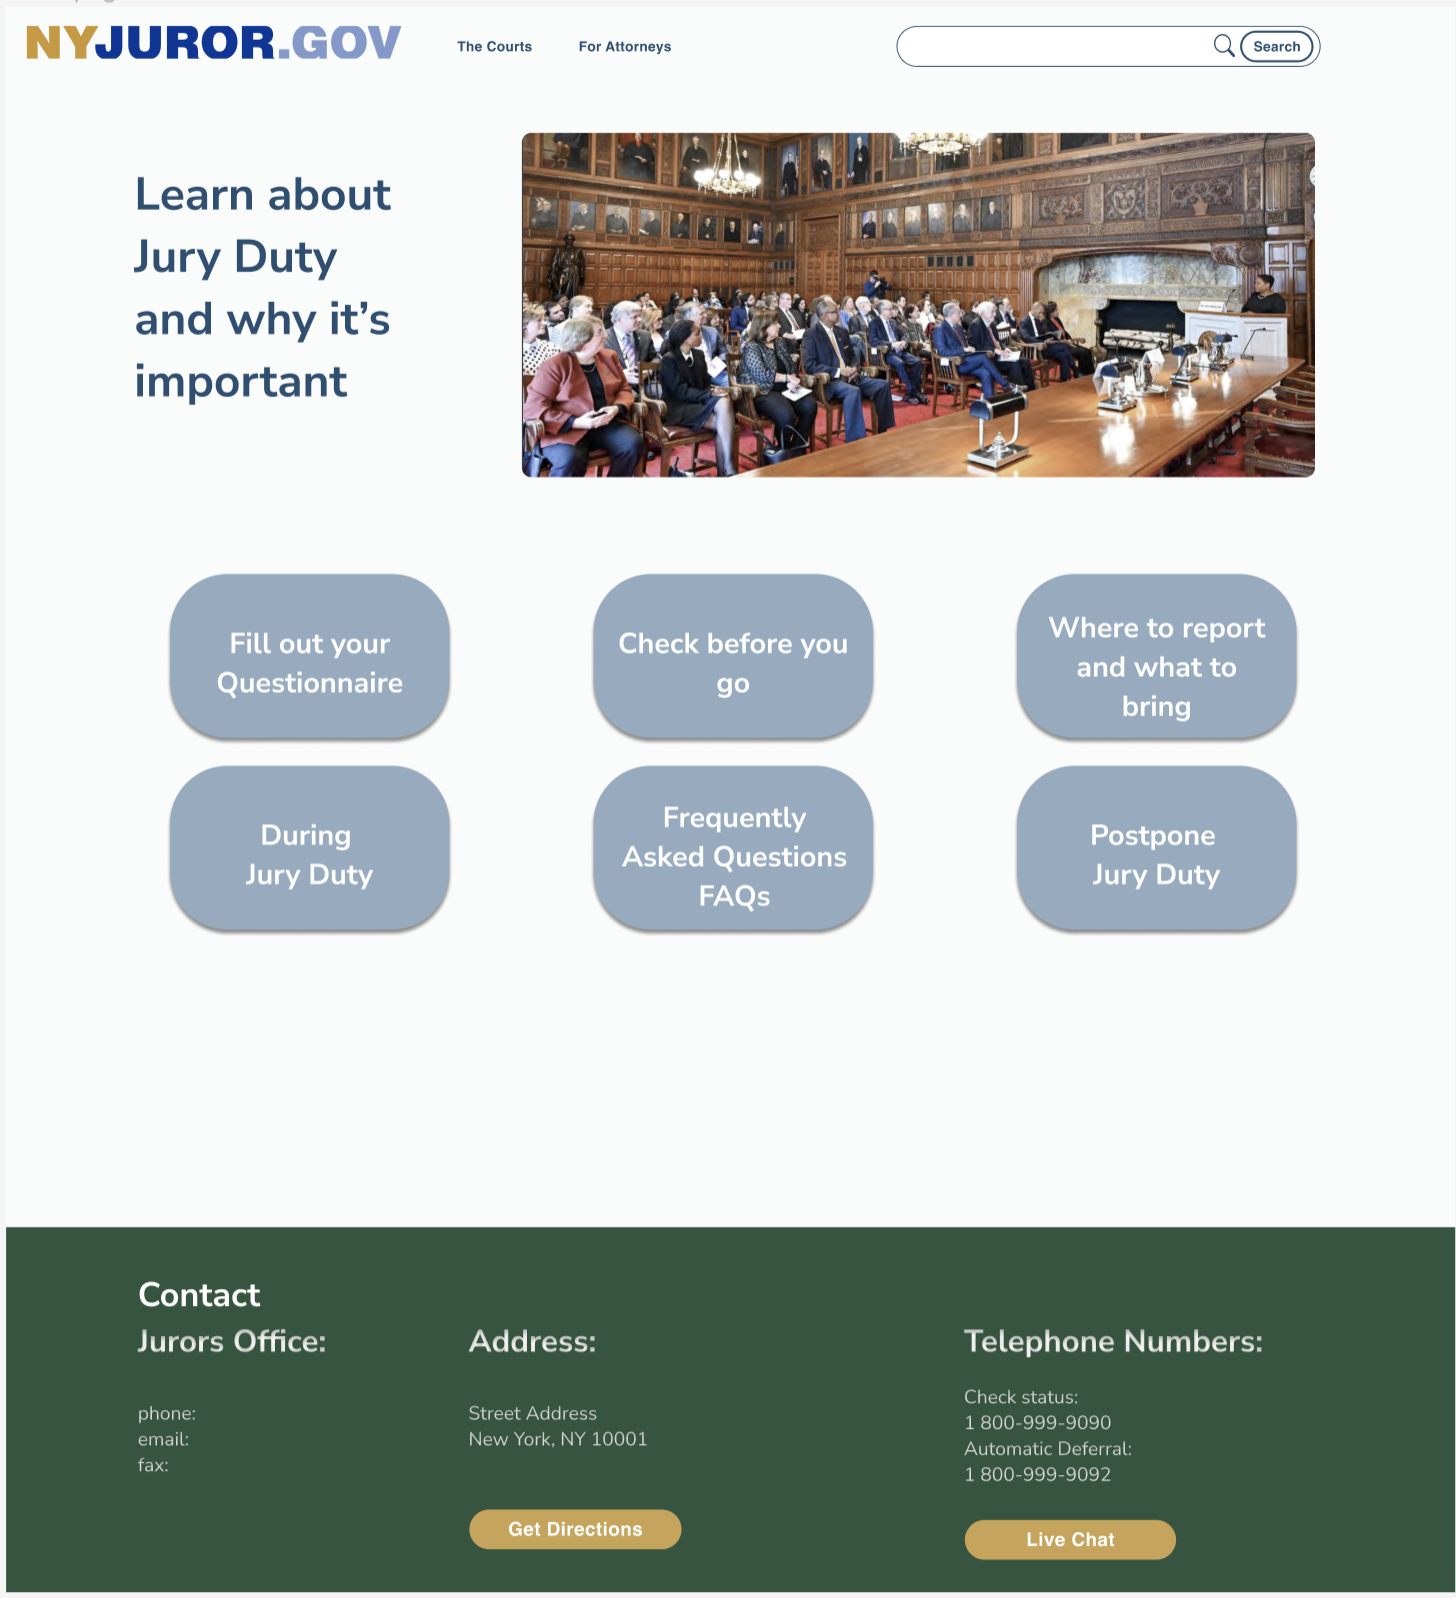 NYJUROR.GOV
The Courts
For Attorneys
Search
Learn about
Jury Duty
and why it’s
important
Fill out your
Questionnaire
Check before you
go
Where to report
and what to
bring
During
Jury Duty
Frequently
Asked Questions
FAQs
Postpone
Jury Duty
Contact
Jurors Office:
phone:
email:
fax:
Address:
Street Address
New York, NY 10001
Get Directions
Telephone Numbers:
Check status:
1 800-999-9090
Automatic Deferral:
1 800-999-9092
Live Chat